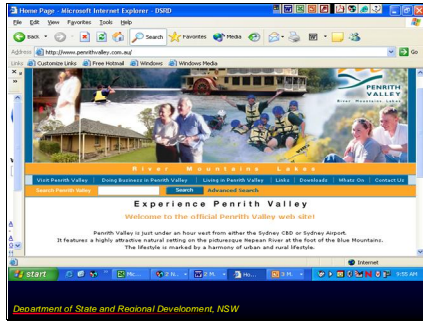 Home Page - Microsoft Internet Explorer - DSRD
File Edit View Favorites Tools Help
Back Search Favorites Media
Address http://www.penrithvalley.com.au/ Go
Links Customize Links Free Hotmail Windows Windows Media
PENRITH
VALLEY
River Mountains Lakes
River Mountains Lakes
Visit Penrith Valley Doing Business in Penrith Valley Living in Penrith Valley Links Downloads Whats On Contact Us
Search Penrith Valley Search Advanced Search
Experience Penrith Valley
Welcome to the official Penrith Valley web site!
Penrith Valley is just under an hour west from either the Sydney CBD or Sydney Airport.
It features a highly attractive natural setting on the picturesque Nepean River at the foot of the Blue Mountains.
The lifestyle is marked by a harmony of urban and rural lifestyle.
Internet
start Mc... 2 N... 2 M... Ho... 3 M... 9:55 AM
Department of State and Regional Development, NSW